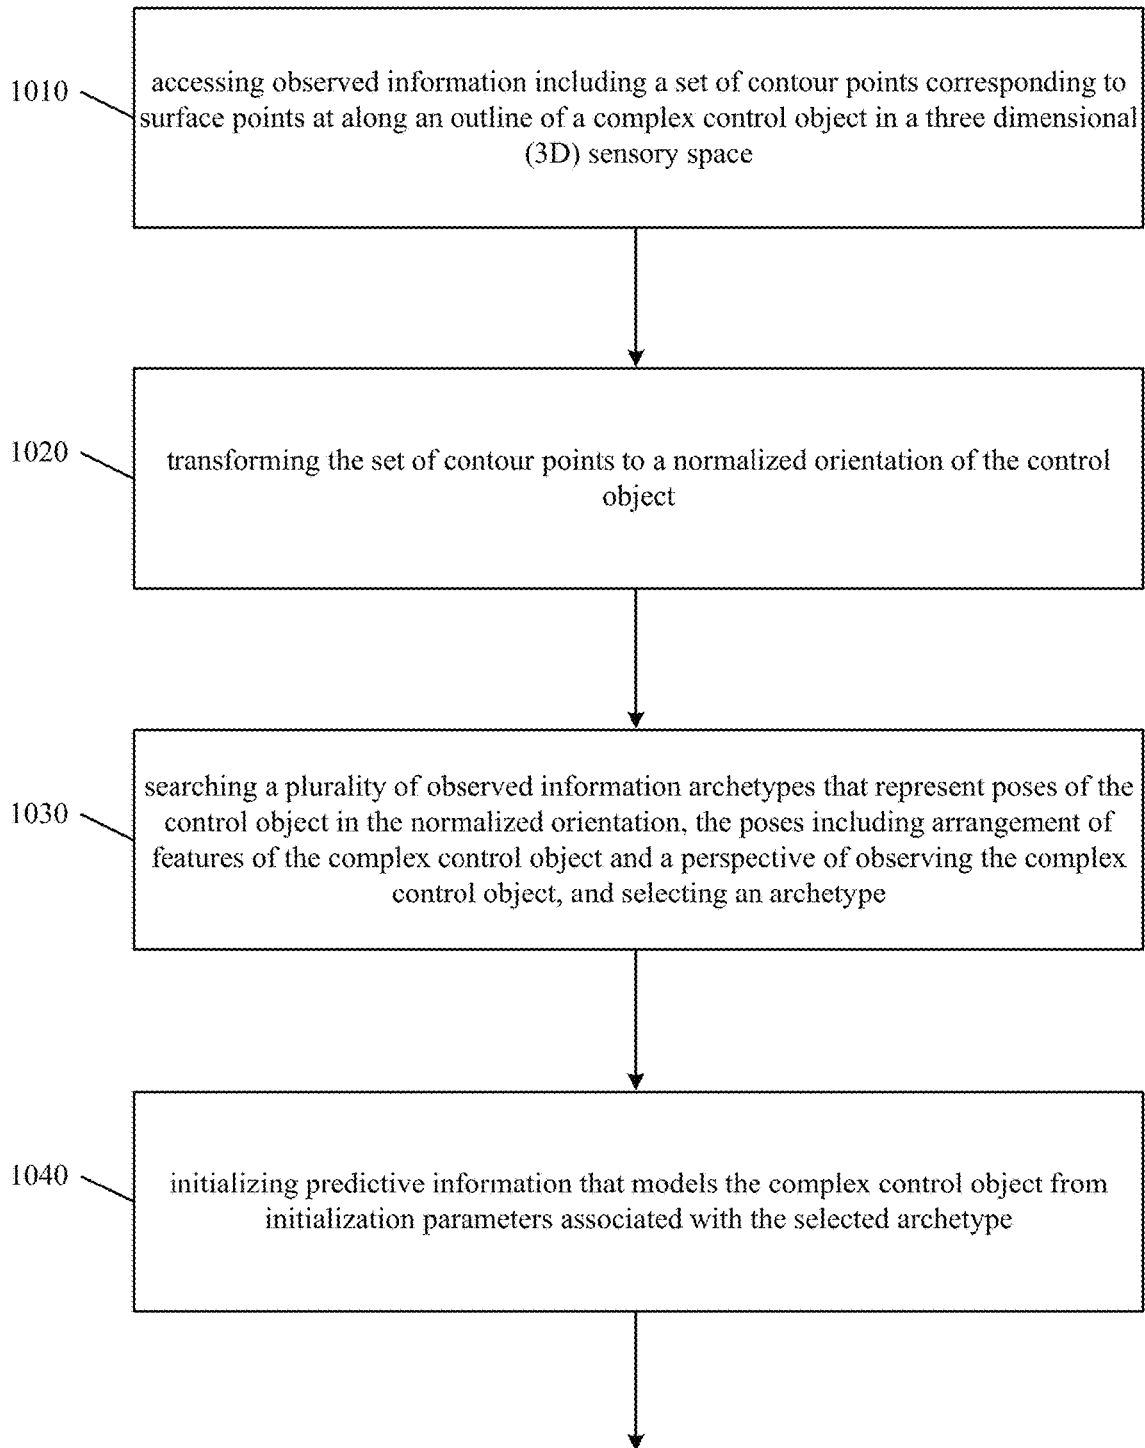 1010
accessing observed information including a set of contour points corresponding to
surface points at along an outline of a complex control object in a three dimensional
(3D) sensory space
1020
transforming the set of contour points to a normalized orientation of the control
object
1030
searching a plurality of observed information archetypes that represent poses of the
control object in the normalized orientation, the poses including arrangement of
features of the complex control object and a perspective of observing the complex
control object, and selecting an archetype
1040
initializing predictive information that models the complex control object from
initialization parameters associated with the selected archetype